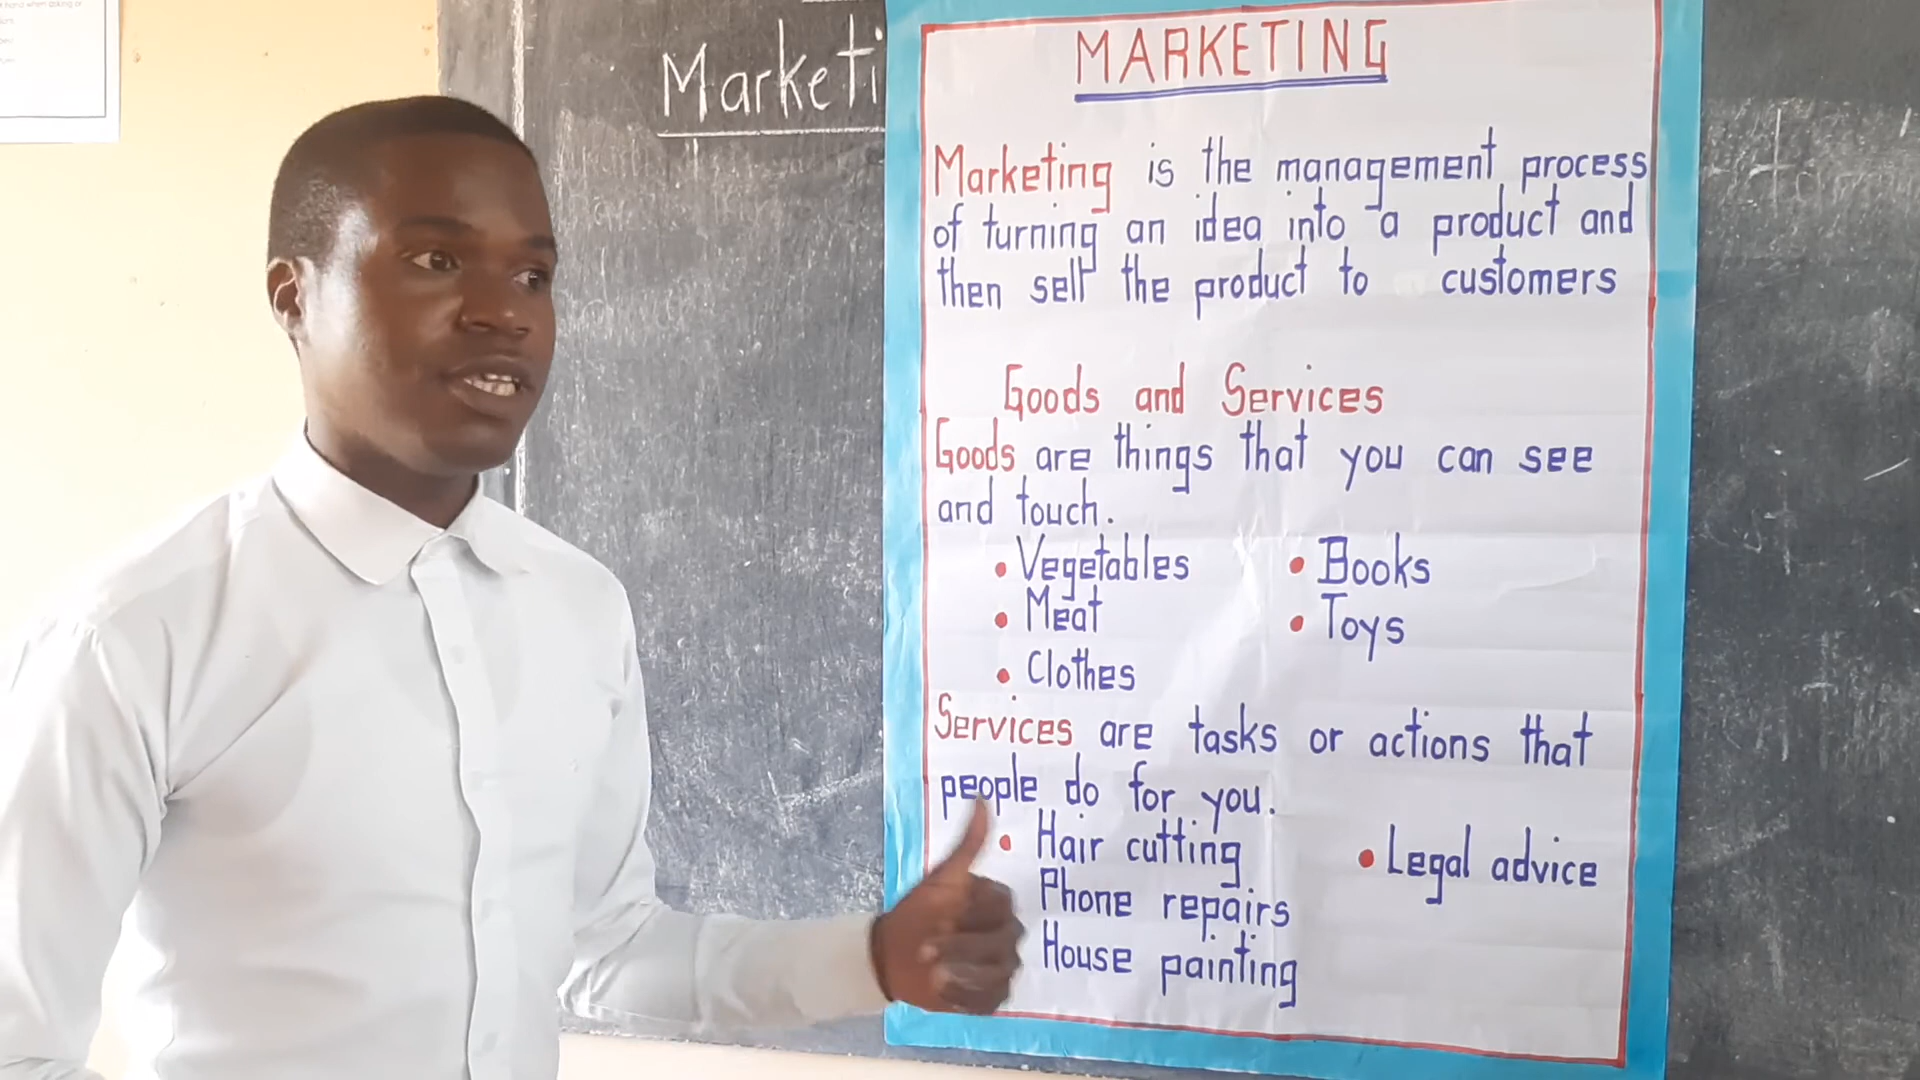 Marketi
MARKETING
Marketing is the management process
of turning an idea into a product and
then sell the product to customers
Goods and Services
Goods are things that you can see
and touch.
• Vegetables • Books
• Meat • Toys
• Clothes
Services are tasks or actions that
people do for you.
• Hair cutting • Legal advice
Phone repairs
House painting